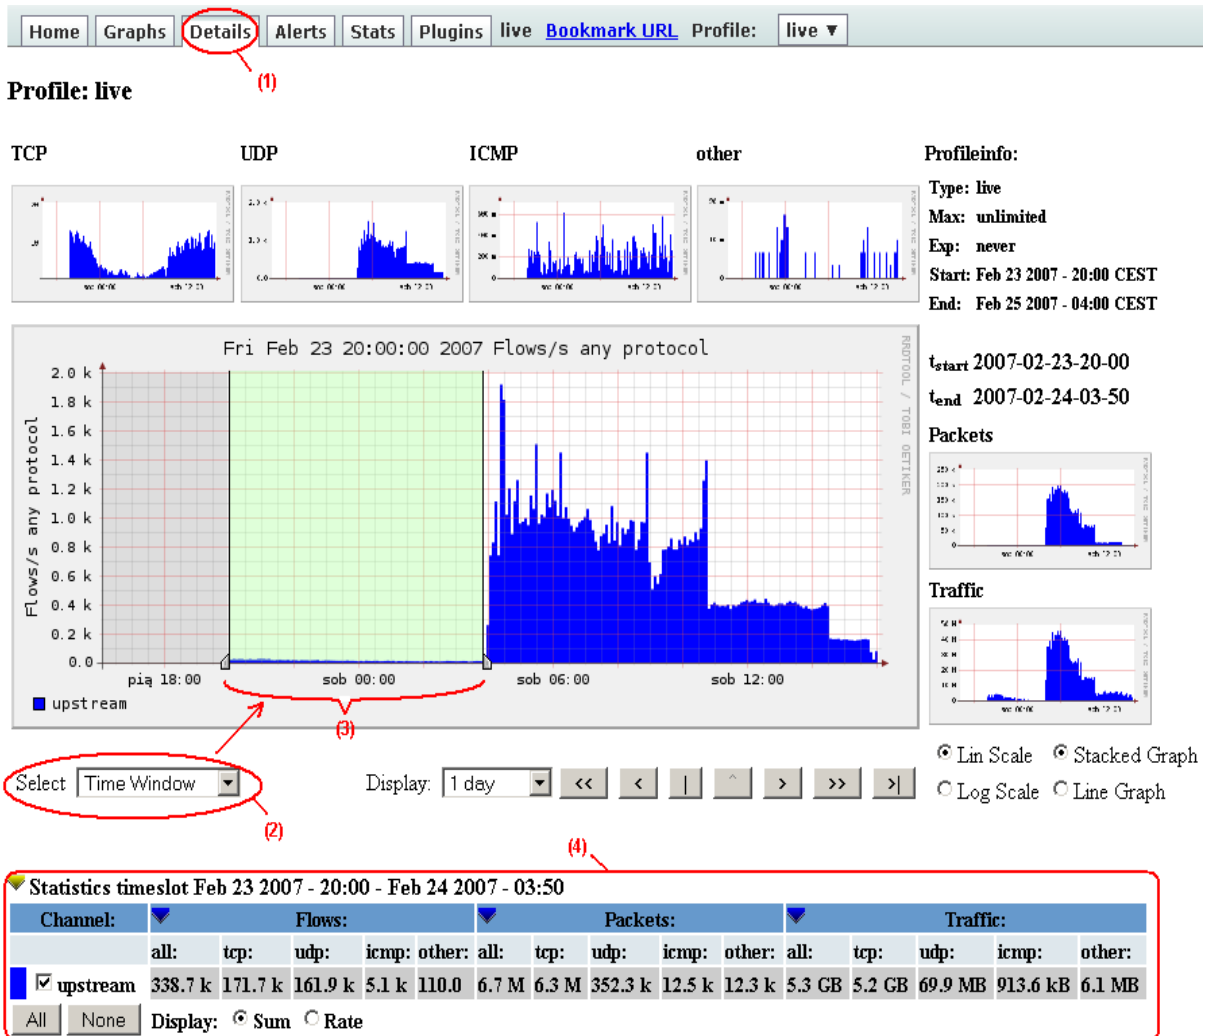 Home Graphs Details Alerts Stats Plugins live Bookmark URL Profile: live ▼
(1)
Profile: live
TCP UDP ICMP other Profileinfo:
Type: live
Max: unlimited
Exp: never
Start: Feb 23 2007 - 20:00 CEST
End: Feb 25 2007 - 04:00 CEST
Fri Feb 23 20:00:00 2007 Flows/s any protocol
RRDTOOL / TOBI OETIKER
Flows/s any protocol
2.0 k
1.8 k
1.6 k
1.4 k
1.2 k
1.0 k
0.8 k
0.6 k
0.4 k
0.2 k
0.0
pią 18:00 sob 00:00 sob 06:00 sob 12:00
upstream
(3)
tstart 2007-02-23-20-00
tend 2007-02-24-03-50
Packets
Traffic
Select Time Window
(2)
Display: 1 day << < | ^ > >> >|
Lin Scale Stacked Graph
Log Scale Line Graph
(4)
Statistics timeslot Feb 23 2007 - 20:00 - Feb 24 2007 - 03:50
Channel: Flows: Packets: Traffic:
all: tcp: udp: icmp: other: all: tcp: udp: icmp: other: all: tcp: udp: icmp: other:
upstream 338.7 k 171.7 k 161.9 k 5.1 k 110.0 6.7 M 6.3 M 352.3 k 12.5 k 12.3 k 5.3 GB 5.2 GB 69.9 MB 913.6 kB 6.1 MB
All None Display: Sum Rate